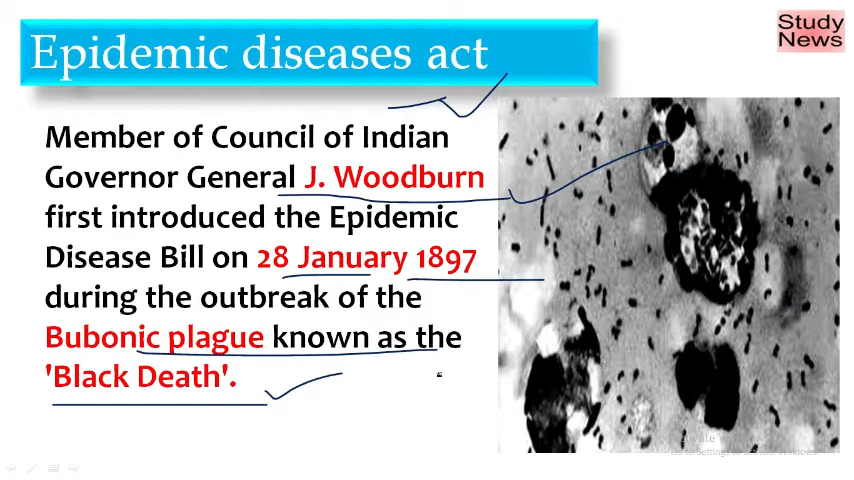 Epidemic diseases act
Study
News
Member of Council of Indian
Governor General J. Woodburn
first introduced the Epidemic
Disease Bill on 28 January 1897
during the outbreak of the
Bubonic plague known as the
'Black Death'.